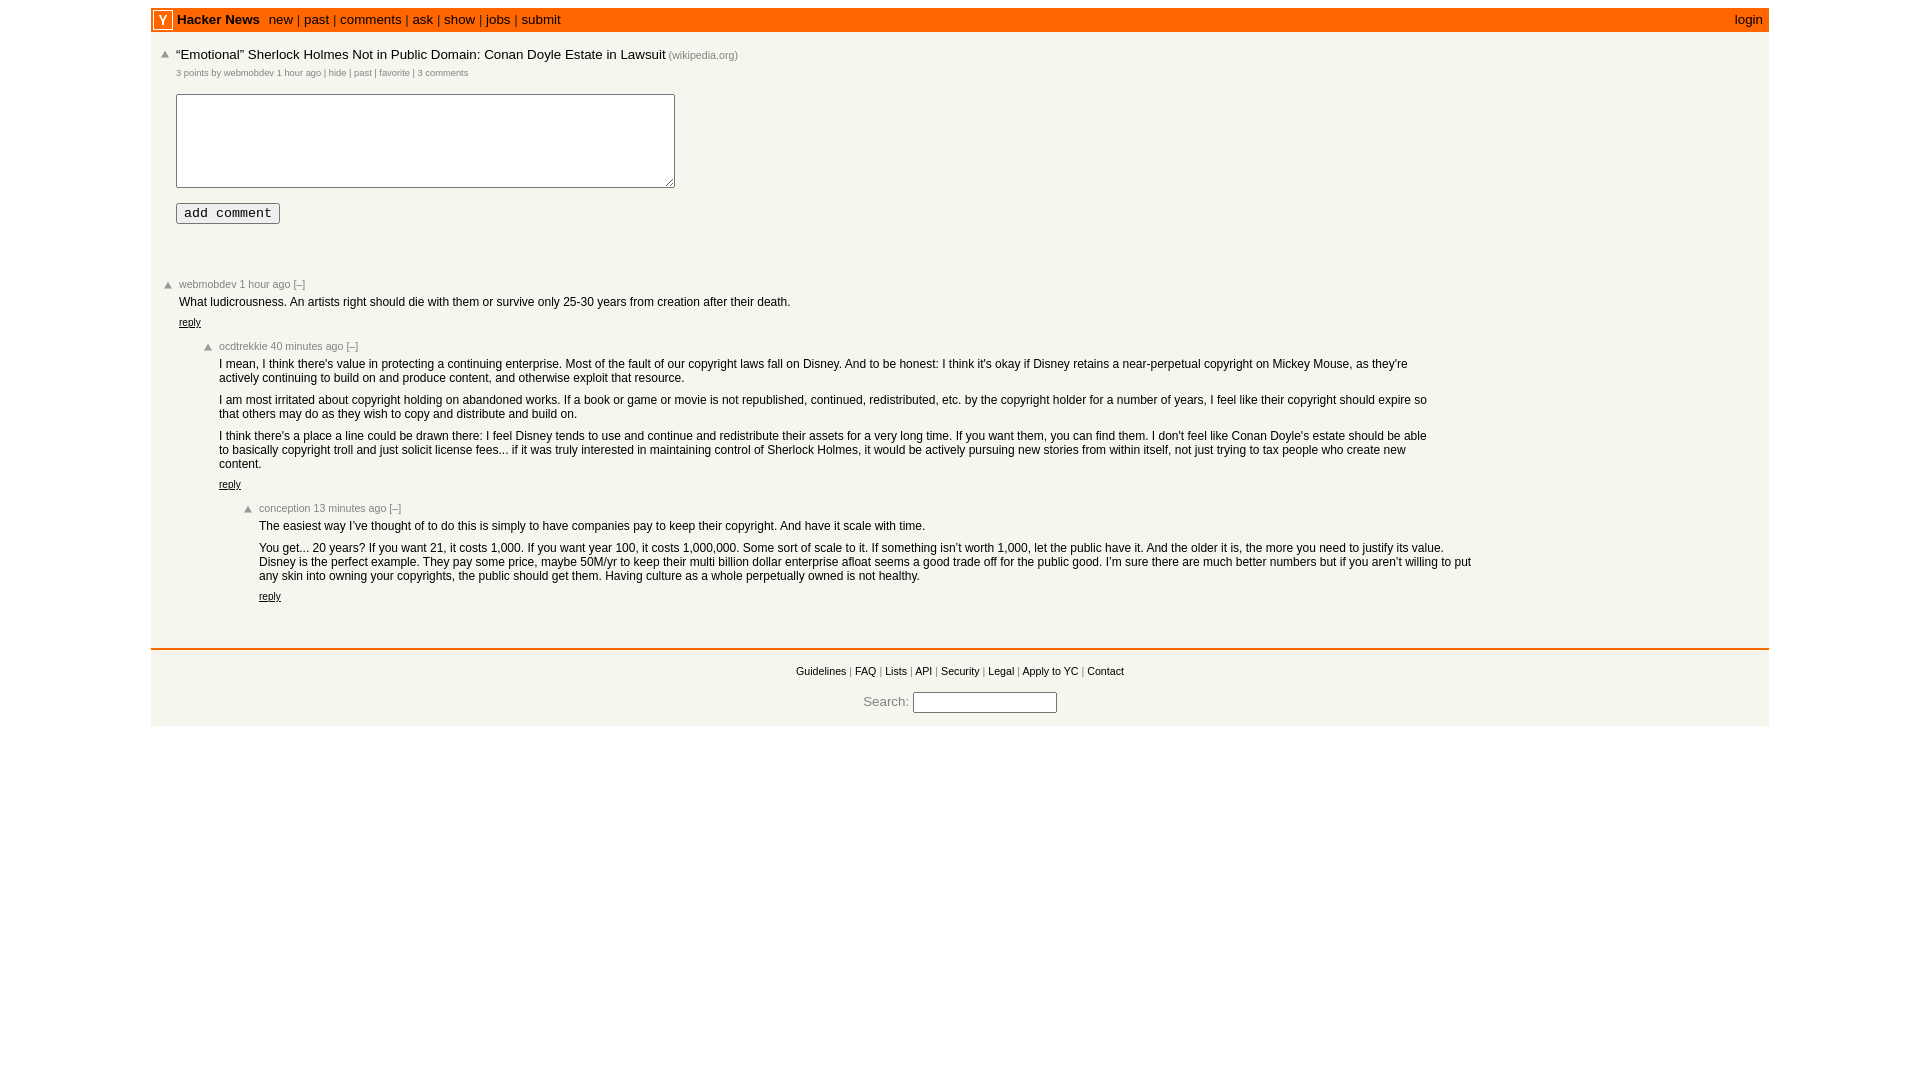 Y Hacker News new | past | comments | ask | show | jobs | submit login
“Emotional” Sherlock Holmes Not in Public Domain: Conan Doyle Estate in Lawsuit (wikipedia.org)
3 points by webmobdev 1 hour ago | hide | past | favorite | 3 comments
add comment
webmobdev 1 hour ago [–]
What ludicrousness. An artists right should die with them or survive only 25-30 years from creation after their death.
reply
ocdtrekkie 40 minutes ago [–]
I mean, I think there's value in protecting a continuing enterprise. Most of the fault of our copyright laws fall on Disney. And to be honest: I think it's okay if Disney retains a near-perpetual copyright on Mickey Mouse, as they're
actively continuing to build on and produce content, and otherwise exploit that resource.
I am most irritated about copyright holding on abandoned works. If a book or game or movie is not republished, continued, redistributed, etc. by the copyright holder for a number of years, I feel like their copyright should expire so
that others may do as they wish to copy and distribute and build on.
I think there's a place a line could be drawn there: I feel Disney tends to use and continue and redistribute their assets for a very long time. If you want them, you can find them. I don't feel like Conan Doyle's estate should be able
to basically copyright troll and just solicit license fees... if it was truly interested in maintaining control of Sherlock Holmes, it would be actively pursuing new stories from within itself, not just trying to tax people who create new
content.
reply
conception 13 minutes ago [–]
The easiest way I’ve thought of to do this is simply to have companies pay to keep their copyright. And have it scale with time.
You get... 20 years? If you want 21, it costs 1,000. If you want year 100, it costs 1,000,000. Some sort of scale to it. If something isn’t worth 1,000, let the public have it. And the older it is, the more you need to justify its value.
Disney is the perfect example. They pay some price, maybe 50M/yr to keep their multi billion dollar enterprise afloat seems a good trade off for the public good. I’m sure there are much better numbers but if you aren’t willing to put
any skin into owning your copyrights, the public should get them. Having culture as a whole perpetually owned is not healthy.
reply
Guidelines | FAQ | Lists | API | Security | Legal | Apply to YC | Contact
Search: